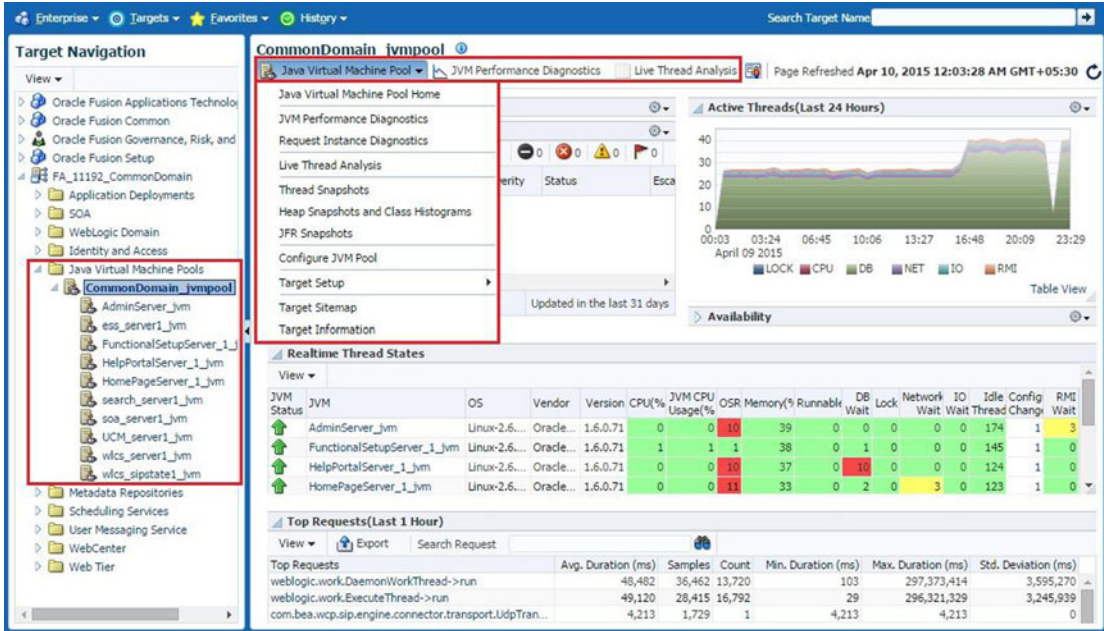 Enterprise Targets Favorites History Search Target Name
Target Navigation
View
Oracle Fusion Applications Technolo
Oracle Fusion Common
Oracle Fusion Governance, Risk, and
Oracle Fusion Setup
FA_11192_CommonDomain
Application Deployments
SOA
WebLogic Domain
Identity and Access
Java Virtual Machine Pools
CommonDomain_jvmpool
AdminServer_jvm
ess_server1_jvm
FunctionalSetupServer_1_j
HelpPortalServer_1_jvm
HomePageServer_1_jvm
search_server1_jvm
soa_server1_jvm
UCM_server1_jvm
wlcs_server1_jvm
wlcs_sipstate1_jvm
Metadata Repositories
Scheduling Services
User Messaging Service
WebCenter
Web Tier
CommonDomain_jvmpool
Java Virtual Machine Pool JVM Performance Diagnostics Live Thread Analysis Page Refreshed Apr 10, 2015 12:03:28 AM GMT+05:30
Java Virtual Machine Pool Home
JVM Performance Diagnostics
Request Instance Diagnostics
Live Thread Analysis
Thread Snapshots
Heap Snapshots and Class Histograms
JFR Snapshots
Configure JVM Pool
Target Setup
Target Sitemap
Target Information
0 0 0 0
erity Status Esca
Updated in the last 31 days
Active Threads(Last 24 Hours)
40
30
20
10
0
00:03 03:24 06:45 10:06 13:27 16:48 20:09 23:29
April 09 2015
LOCK CPU DB NET IO RMI
Table View
Availability
Realtime Thread States
View
JVM Status JVM OS Vendor Version CPU(% JVM CPU Usage(% OSR Memory(% Runnable DB Wait Lock Network Wait IO Wait Idle Thread Config Change RMI Wait
AdminServer_jvm Linux-2.6.... Oracle... 1.6.0.71 0 0 10 39 0 0 0 0 0 174 1 3
FunctionalSetupServer_1_jvm Linux-2.6.... Oracle... 1.6.0.71 1 1 1 38 0 1 0 0 0 145 1 0
HelpPortalServer_1_jvm Linux-2.6.... Oracle... 1.6.0.71 0 0 10 37 0 10 0 0 0 124 1 0
HomePageServer_1_jvm Linux-2.6.... Oracle... 1.6.0.71 0 0 11 33 0 2 0 3 0 123 1 0
Top Requests(Last 1 Hour)
View Export Search Request
Top Requests Avg. Duration (ms) Samples Count Min. Duration (ms) Max. Duration (ms) Std. Deviation (ms)
weblogic.work.DaemonWorkThread->run 48,482 36,462 13,720 103 297,373,414 3,595,270
weblogic.work.ExecuteThread->run 49,120 28,415 16,792 29 296,321,329 3,245,939
com.bea.wcp.sip.engine.connector.transport.UdpTran... 4,213 1,729 1 4,213 4,213 0